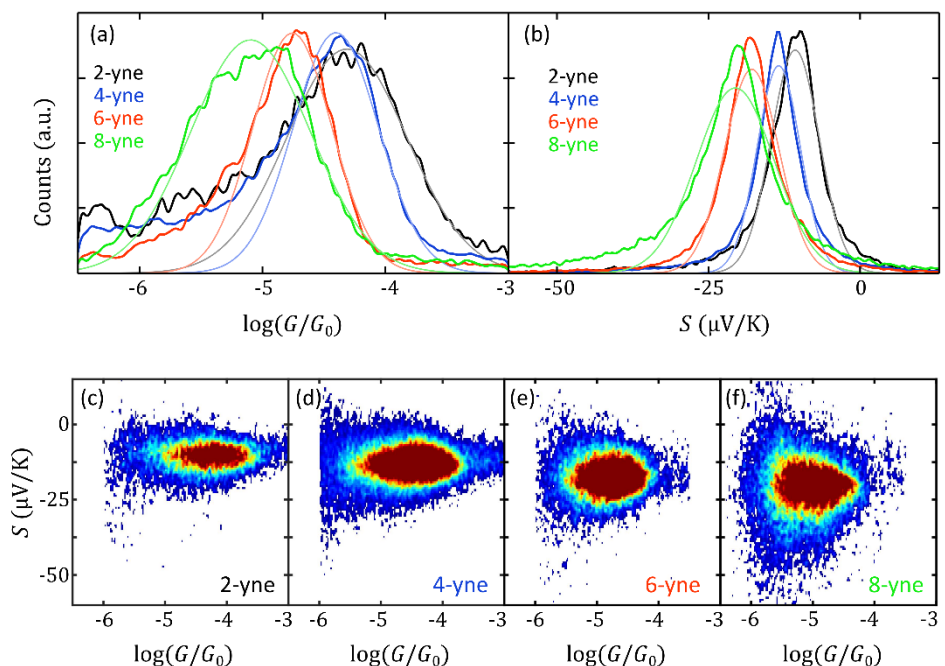 (a)
2-yne
4-yne
6-yne
8-yne
Counts (a.u.)
-6 -5 -4 -3
log(G/G₀)
(b)
2-yne
4-yne
6-yne
8-yne
-50 -25 0
S (μV/K)
(c) (d) (e) (f)
0
-25
-50
S (μV/K)
2-yne 4-yne 6-yne 8-yne
-6 -5 -4 -3 -6 -5 -4 -3 -6 -5 -4 -3 -6 -5 -4 -3
log(G/G₀) log(G/G₀) log(G/G₀) log(G/G₀)